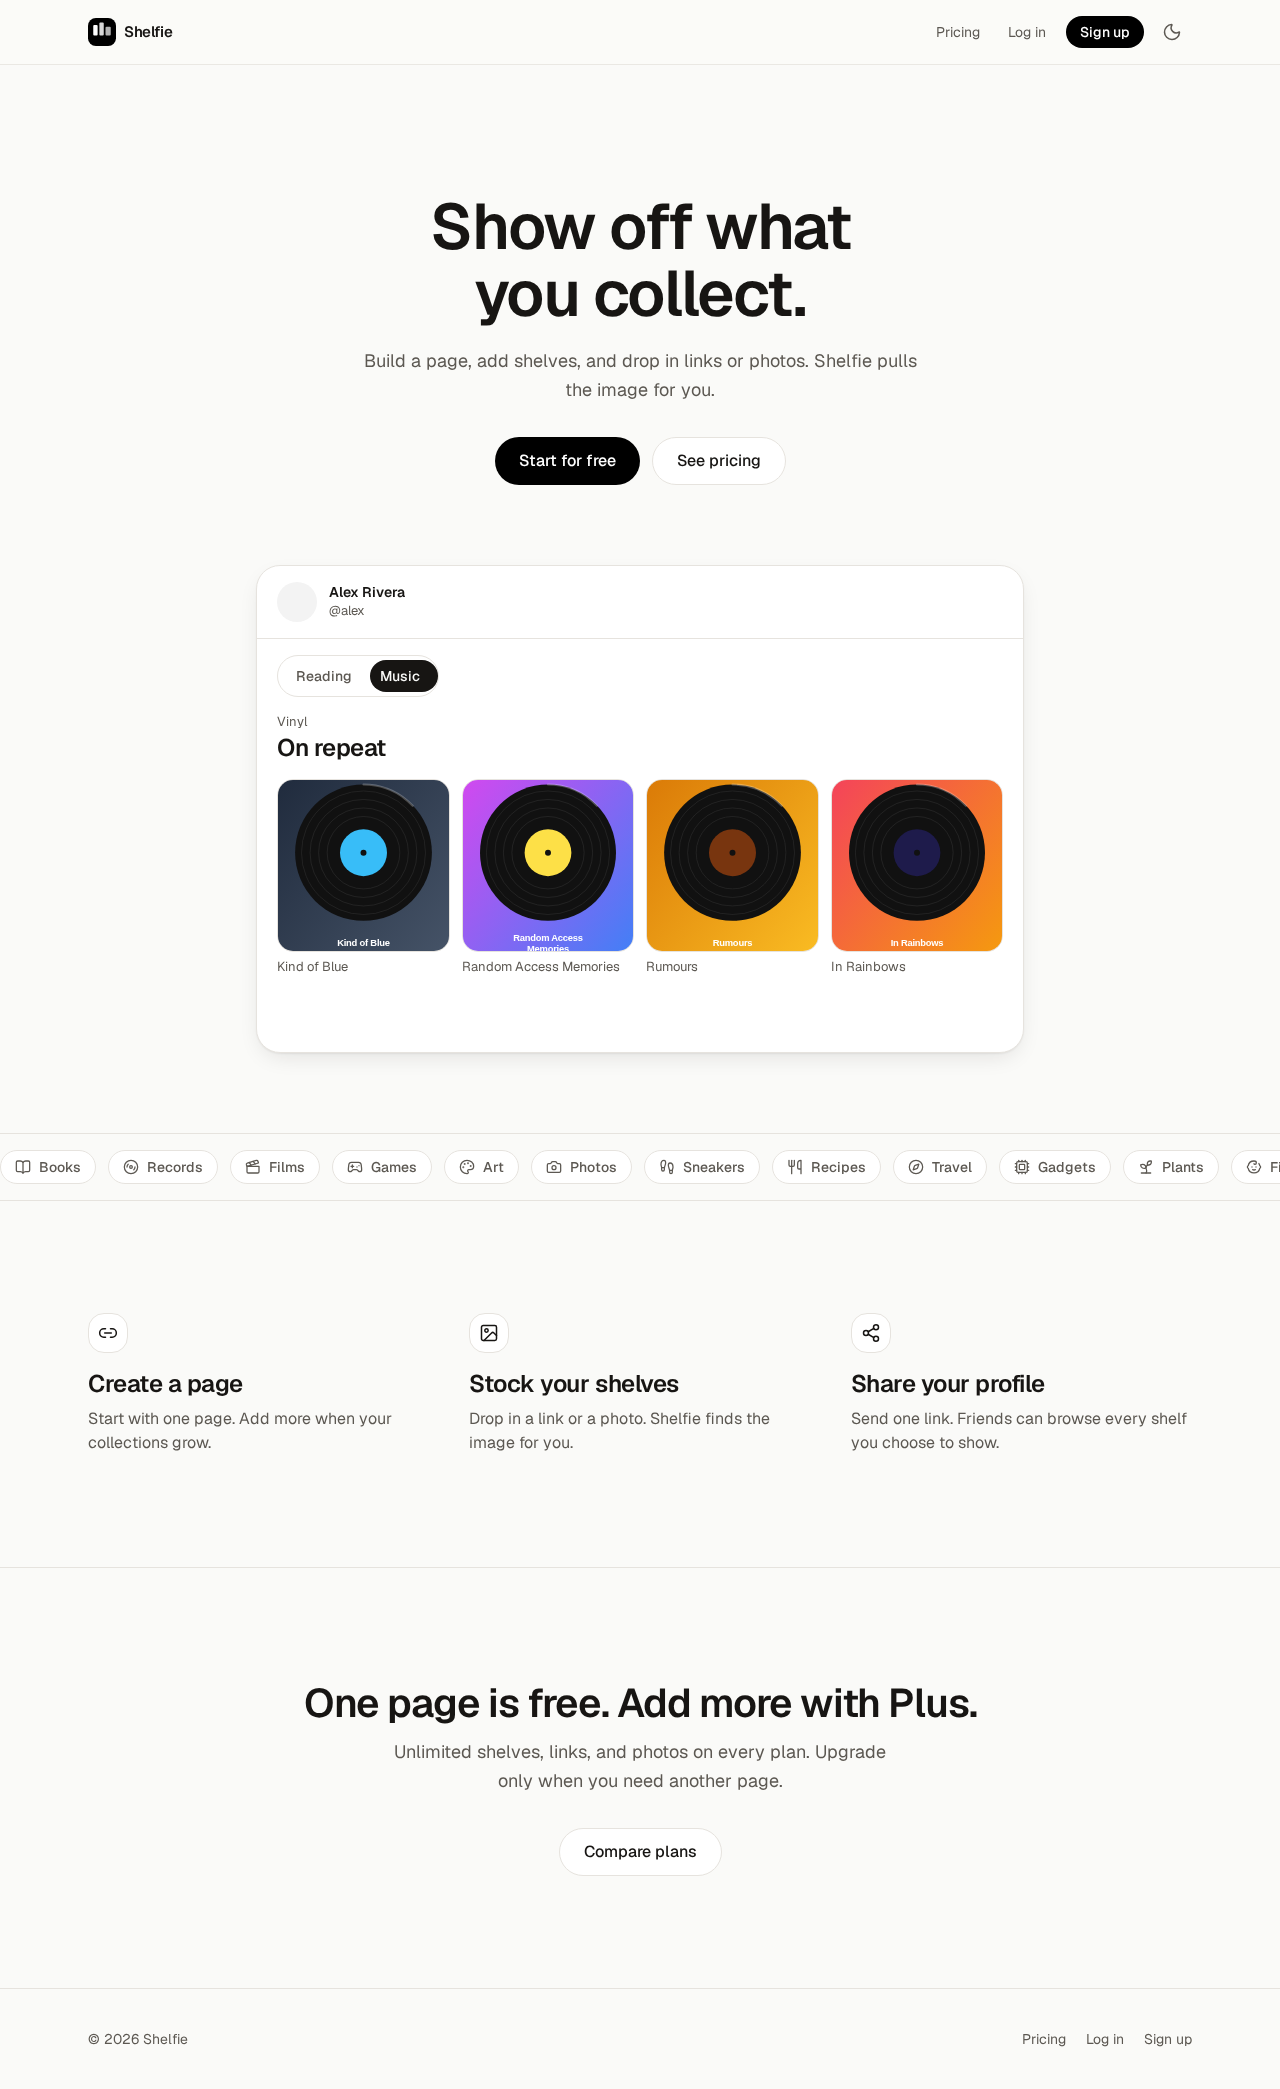 Shelfie
Pricing
Log in
Sign up
Show off what
you collect.
Build a page, add shelves, and drop in links or photos. Shelfie pulls
the image for you.
Start for free
See pricing
Alex Rivera
@alex
Reading
Music
Vinyl
On repeat
Kind of Blue
Random Access
Memories
Rumours
In Rainbows
Kind of Blue
Random Access Memories
Rumours
In Rainbows
Books
Records
Films
Games
Art
Photos
Sneakers
Recipes
Travel
Gadgets
Plants
Fi
Create a page
Start with one page. Add more when your
collections grow.
Stock your shelves
Drop in a link or a photo. Shelfie finds the
image for you.
Share your profile
Send one link. Friends can browse every shelf
you choose to show.
One page is free. Add more with Plus.
Unlimited shelves, links, and photos on every plan. Upgrade
only when you need another page.
Compare plans
© 2026 Shelfie
Pricing
Log in
Sign up